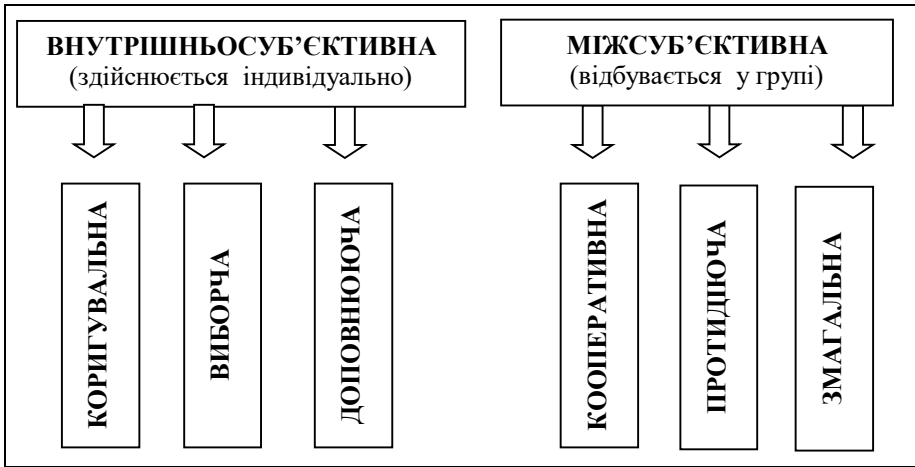 ВНУТРІШНЬОСУБ’ЄКТИВНА
(здійснюється індивідуально)
МІЖСУБ’ЄКТИВНА
(відбувається у групі)
КОРИГУВАЛЬНА
ВИБОРЧА
ДОПОВНЮЮЧА
КООПЕРАТИВНА
ПРОТИДІЮЧА
ЗМАГАЛЬНА